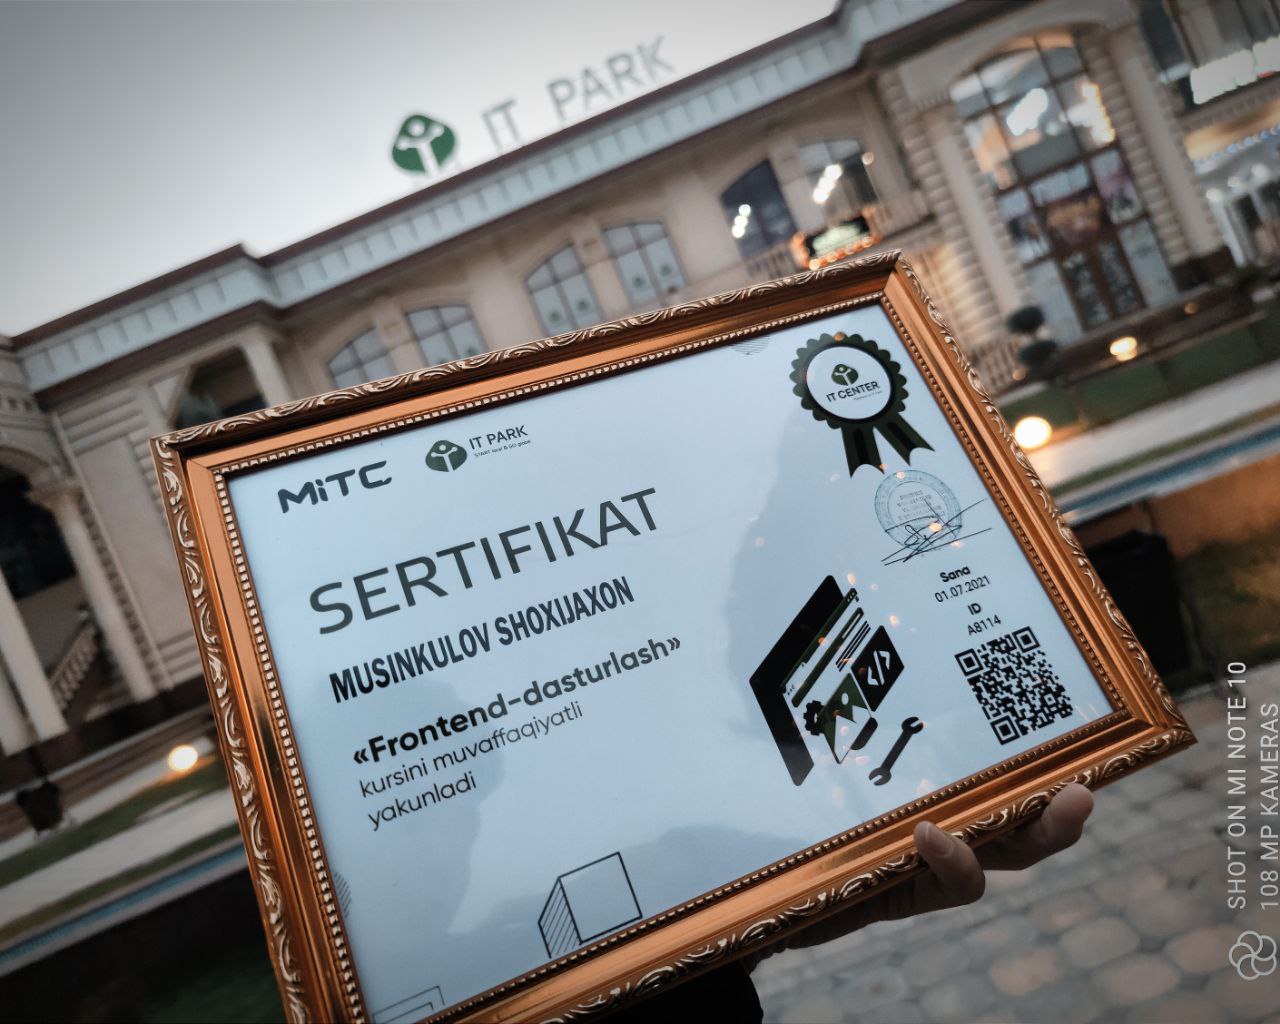 IT PARK
MiTC
IT PARK
START local & GO global
IT CENTER
SERTIFIKAT
MUSINKULOV SHOXIJAXON
«Frontend-dasturlash»
kursini muvaffaqiyatli
yakunladi
Sana
01.07.2021
ID
A8114
</>
SHOT ON MI NOTE 10
108 MP KAMERAS